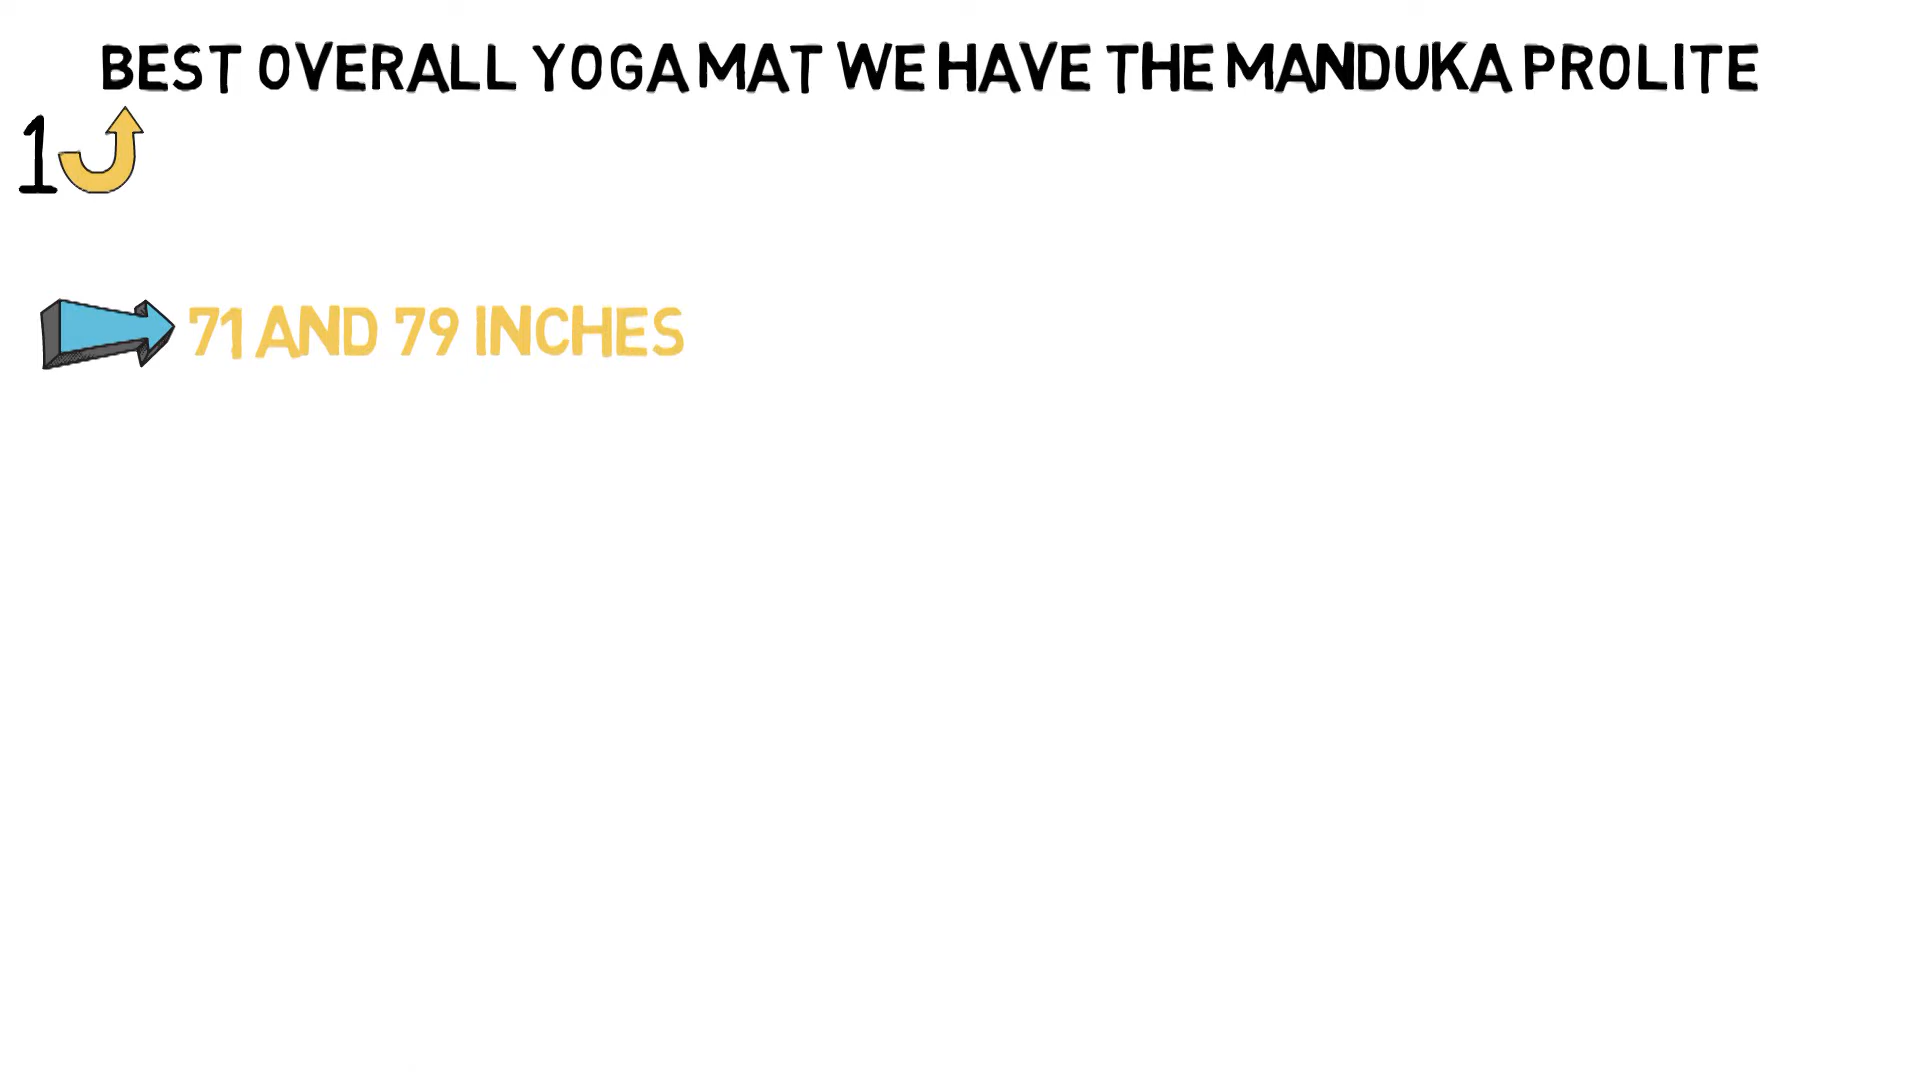 BEST OVERALL YOGA MAT WE HAVE THE MANDUKA PROLITE
1
71 AND 79 INCHES